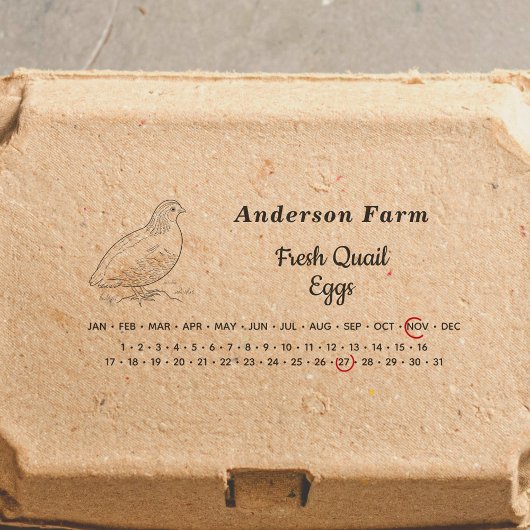 Anderson Farm
Fresh Quail
Eggs
JAN • FEB • MAR • APR • MAY • JUN • JUL • AUG • SEP • OCT • NOV • DEC
1 • 2 • 3 • 4 • 5 • 6 • 7 • 8 • 9 • 10 • 11 • 12 • 13 • 14 • 15 • 16
17 • 18 • 19 • 20 • 21 • 22 • 23 • 24 • 25 • 26 • 27 • 28 • 29 • 30 • 31